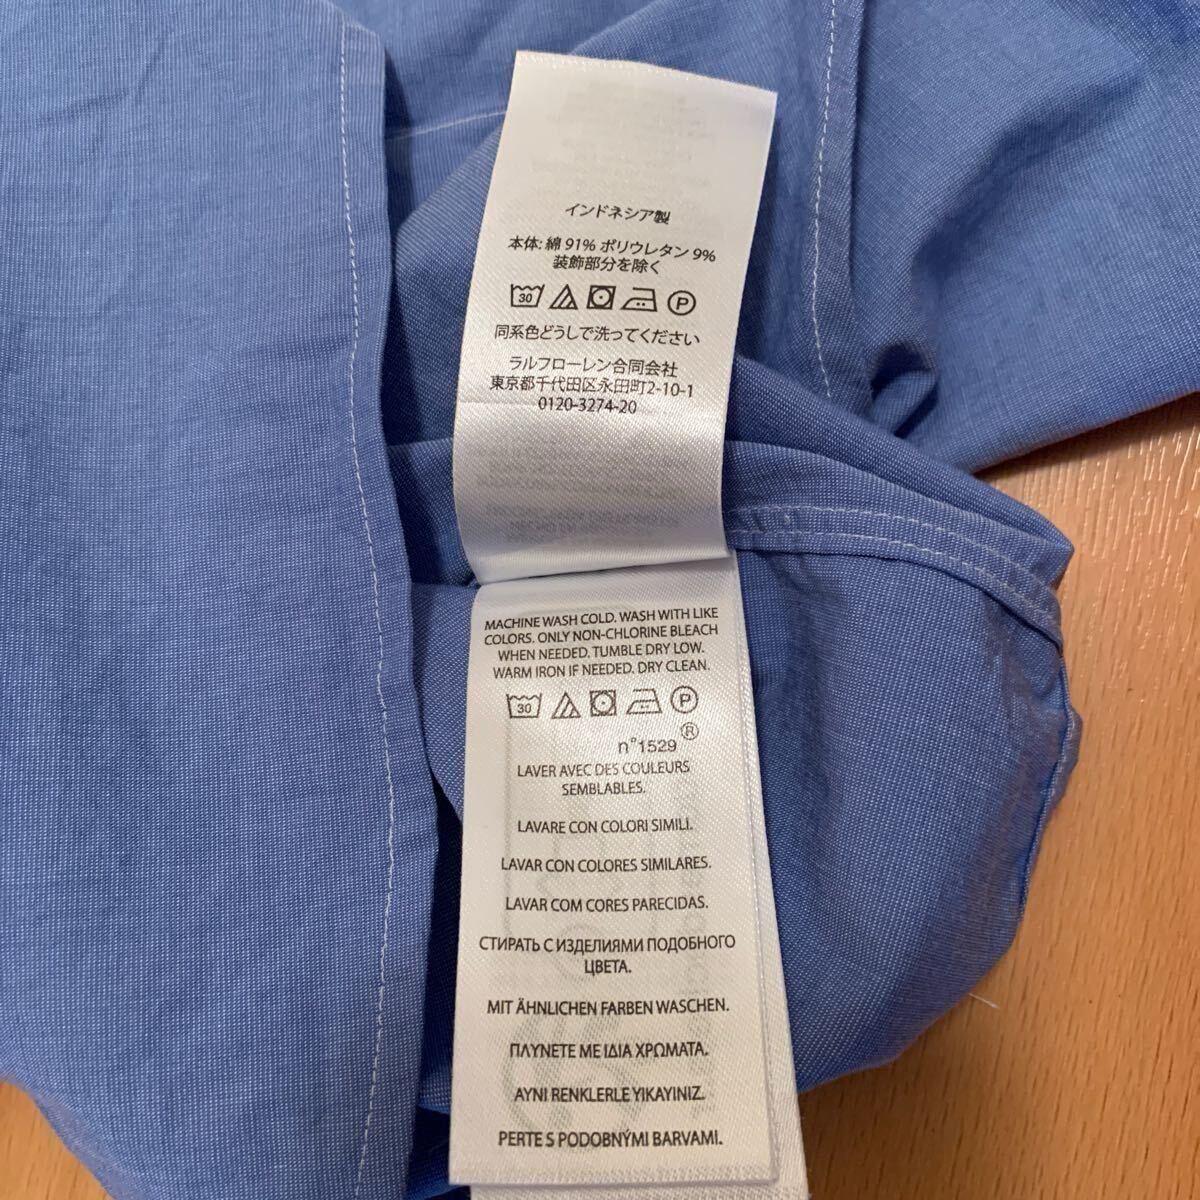 インドネシア製
本体: 綿 91% ポリウレタン 9%
装飾部分を除く
30 P
同系色どうしで洗ってください
ラルフローレン合同会社
東京都千代田区永田町2-10-1
0120-3274-20
MACHINE WASH COLD. WASH WITH LIKE
COLORS. ONLY NON-CHLORINE BLEACH
WHEN NEEDED. TUMBLE DRY LOW.
WARM IRON IF NEEDED. DRY CLEAN.
30 P
n°1529 ®
LAVER AVEC DES COULEURS
SEMBLABLES.
LAVARE CON COLORI SIMILI.
LAVAR CON COLORES SIMILARES.
LAVAR COM CORES PARECIDAS.
СТИРАТЬ С ИЗДЕЛИЯМИ ПОДОБНОГО
ЦВЕТА.
MIT ÄHNLICHEN FARBEN WASCHEN.
ΠΛΥΝΕΤΕ ΜΕ ΙΔΙΑ ΧΡΩΜΑΤΑ.
AYNI RENKLERLE YIKAYINIZ.
PERTE S PODOBNÝMI BARVAMI.